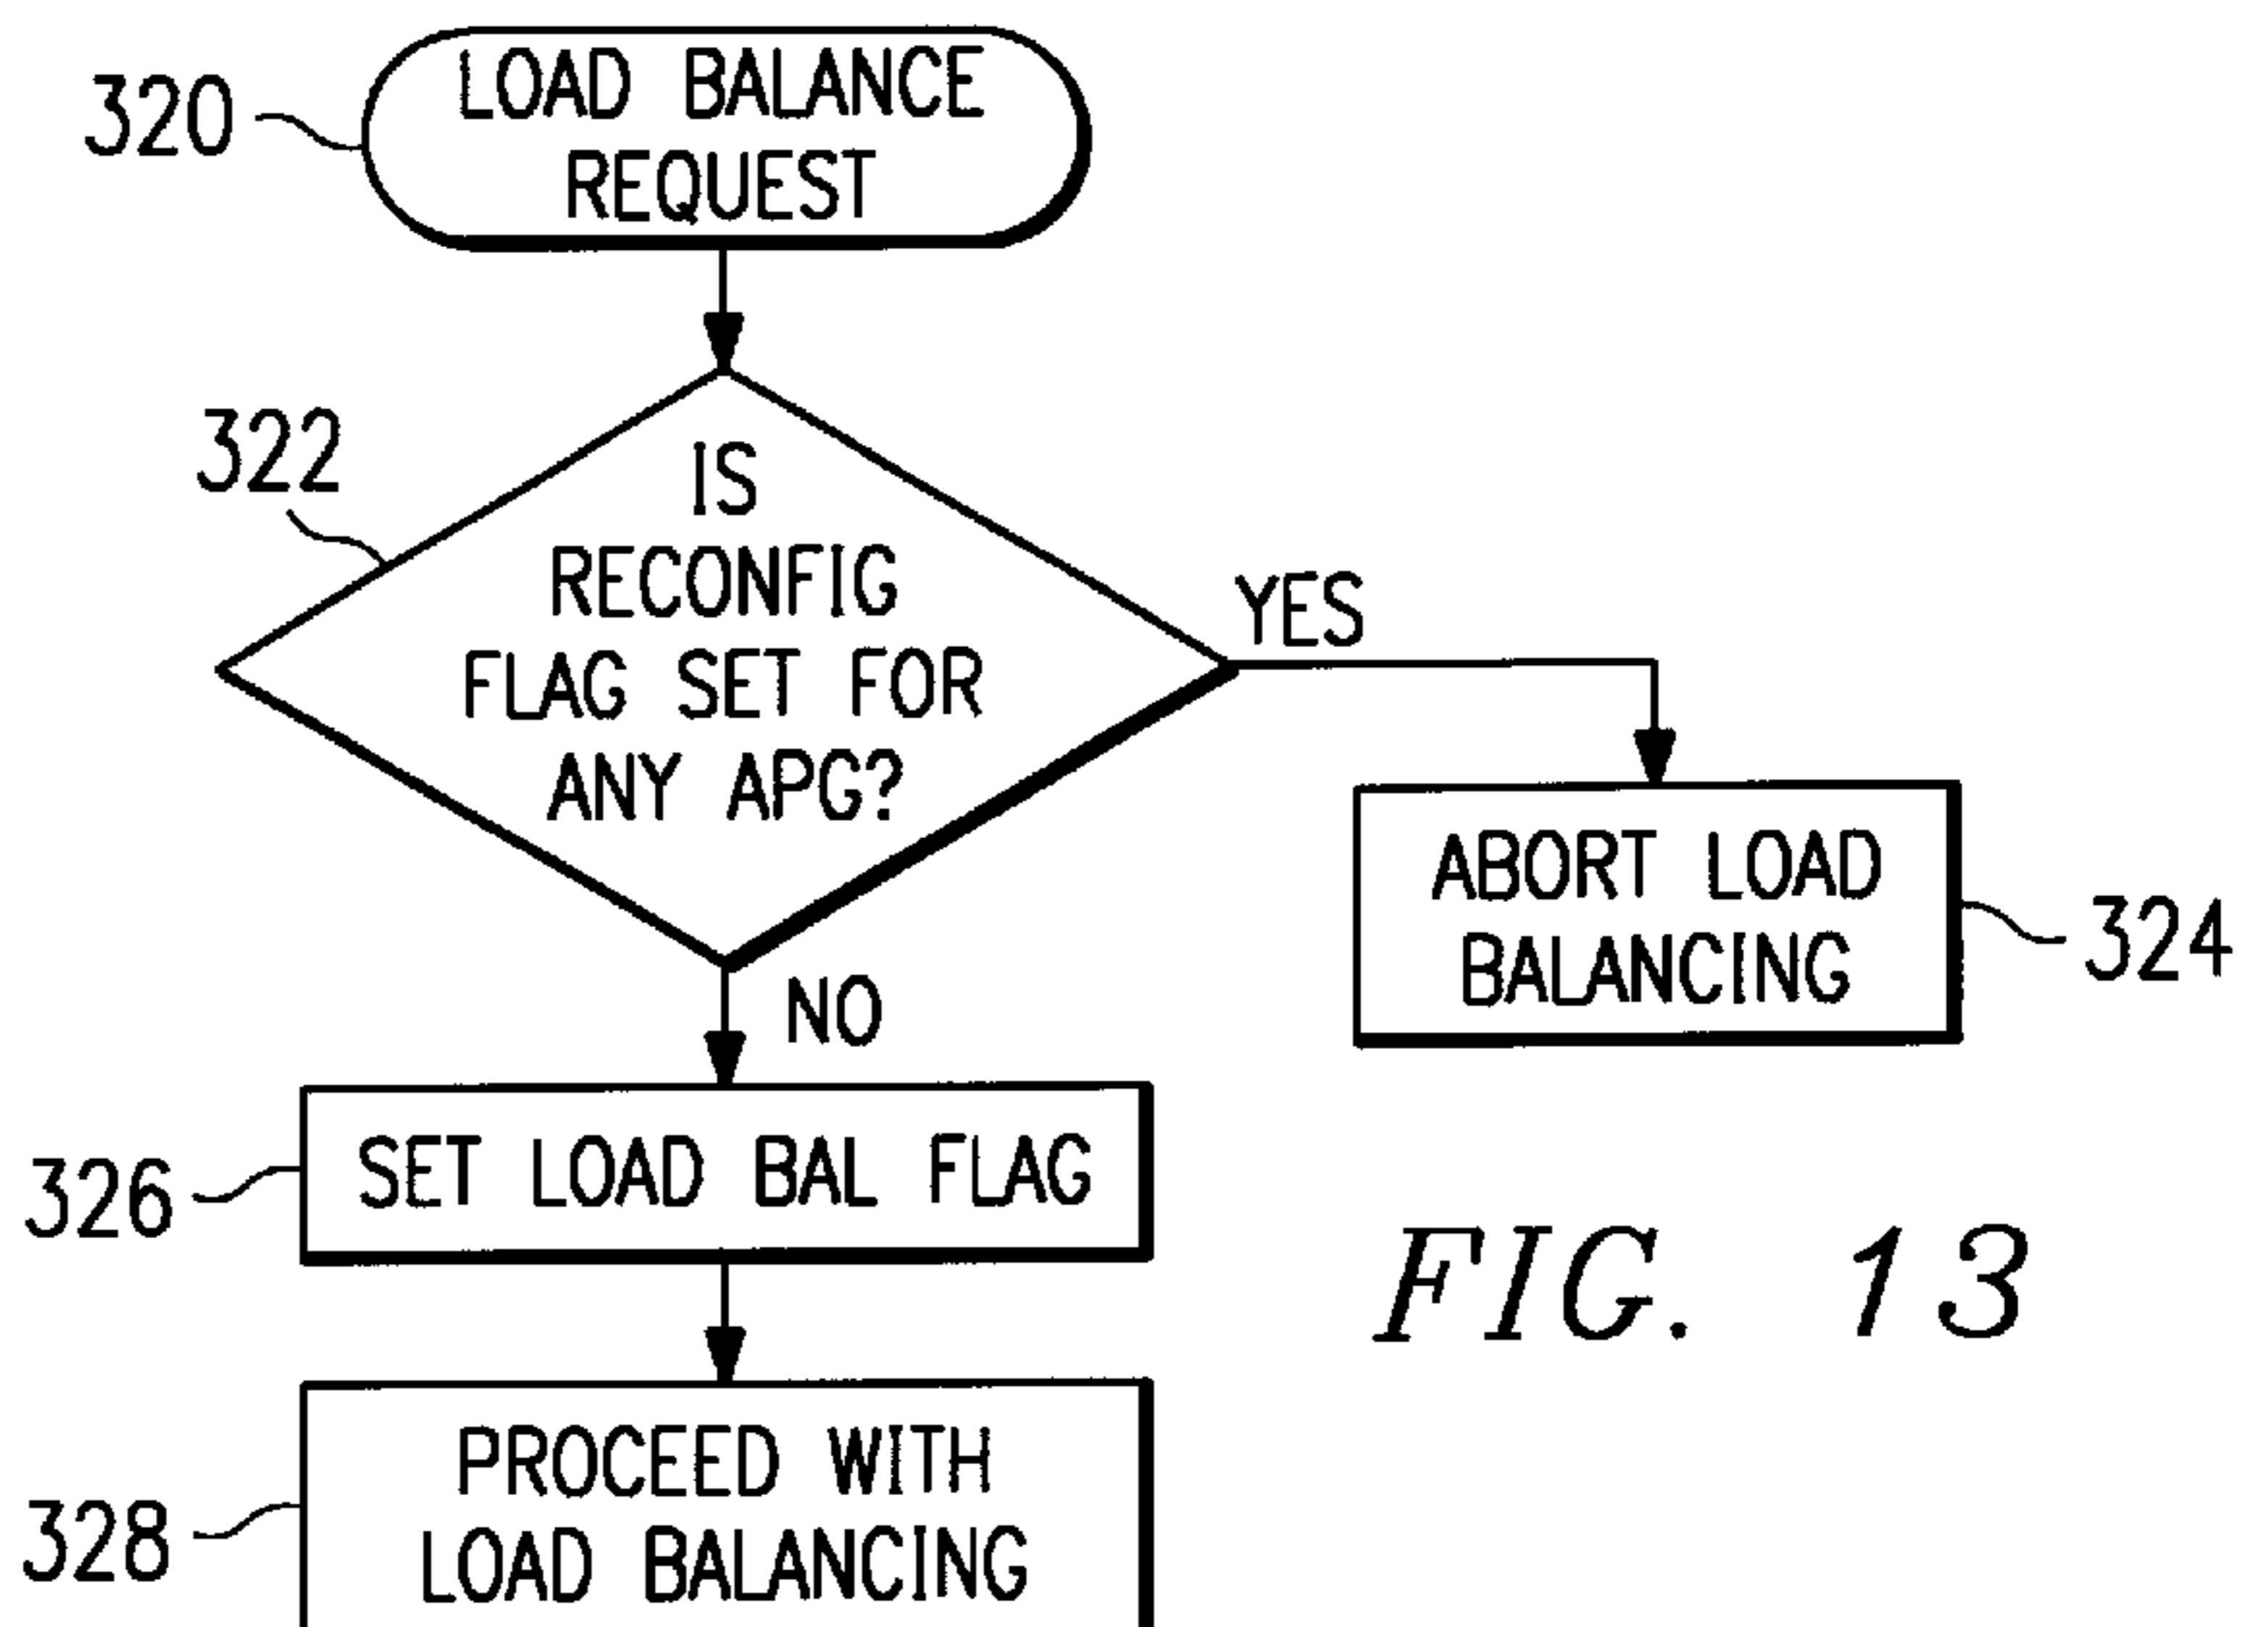 320
LOAD BALANCE
REQUEST
322
IS
RECONFIG
FLAG SET FOR
ANY APG?
YES
ABORT LOAD
BALANCING
324
NO
326
SET LOAD BAL FLAG
FIG. 13
328
PROCEED WITH
LOAD BALANCING